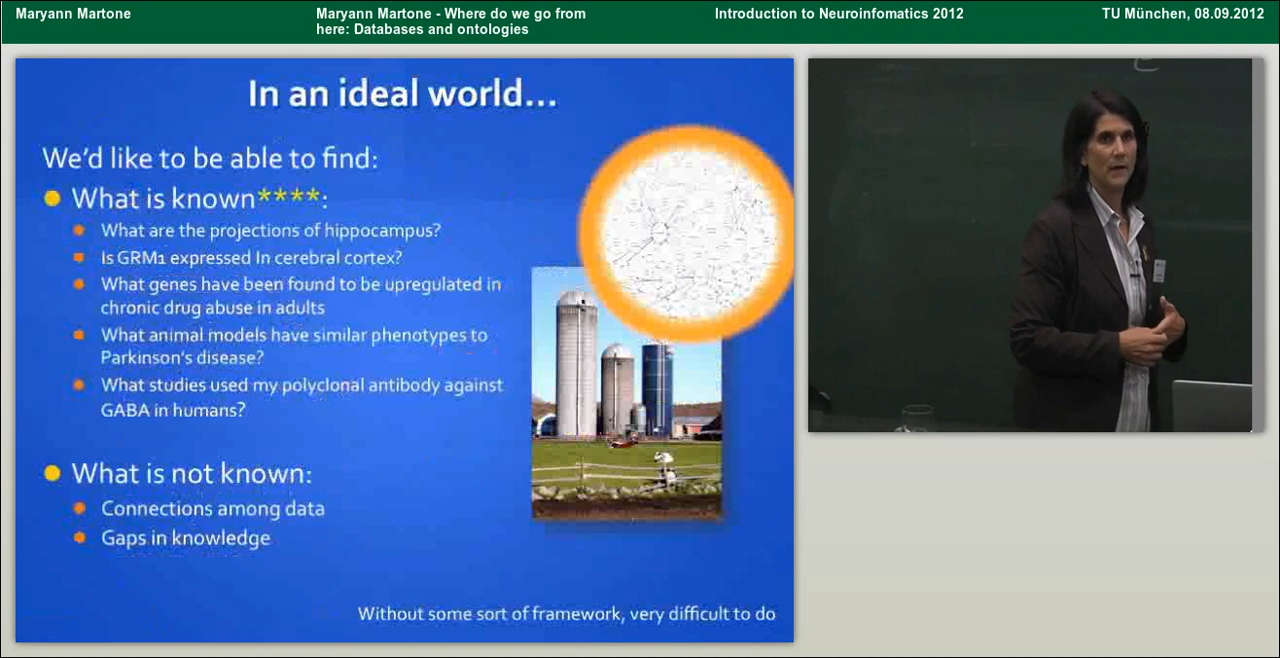 Maryann Martone
Maryann Martone - Where do we go from
here: Databases and ontologies
Introduction to Neuroinfomatics 2012
TU München, 08.09.2012
In an ideal world...
We'd like to be able to find:
What is known****:
What are the projections of hippocampus?
Is GRM1 expressed In cerebral cortex?
What genes have been found to be upregulated in
chronic drug abuse in adults
What animal models have similar phenotypes to
Parkinson's disease?
What studies used my polyclonal antibody against
GABA in humans?
What is not known:
Connections among data
Gaps in knowledge
Without some sort of framework, very difficult to do